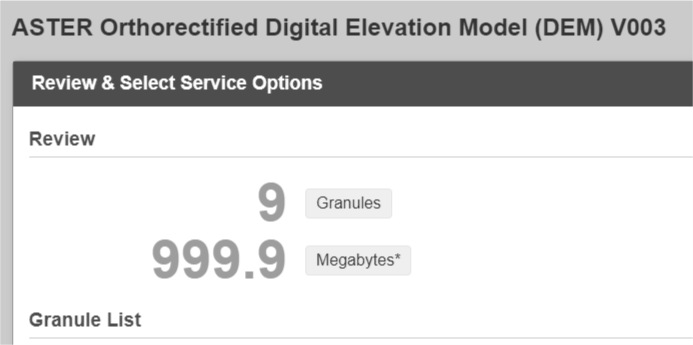 ASTER Orthorectified Digital Elevation Model (DEM) V003
Review & Select Service Options
Review
9 Granules
999.9 Megabytes*
Granule List